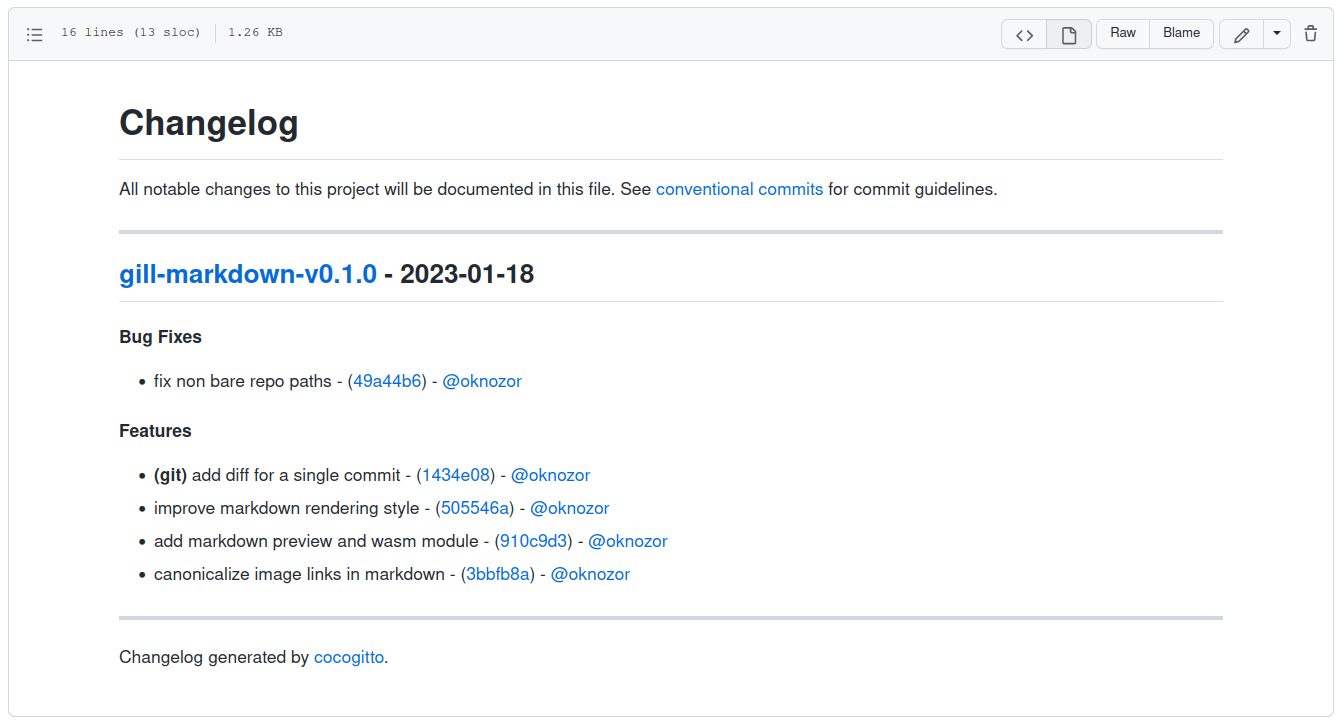 16 lines (13 sloc) 1.26 KB Raw Blame
Changelog
All notable changes to this project will be documented in this file. See conventional commits for commit guidelines.
gill-markdown-v0.1.0 - 2023-01-18
Bug Fixes
fix non bare repo paths - (49a44b6) - @oknozor
Features
(git) add diff for a single commit - (1434e08) - @oknozor
improve markdown rendering style - (505546a) - @oknozor
add markdown preview and wasm module - (910c9d3) - @oknozor
canonicalize image links in markdown - (3bbfb8a) - @oknozor
Changelog generated by cocogitto.